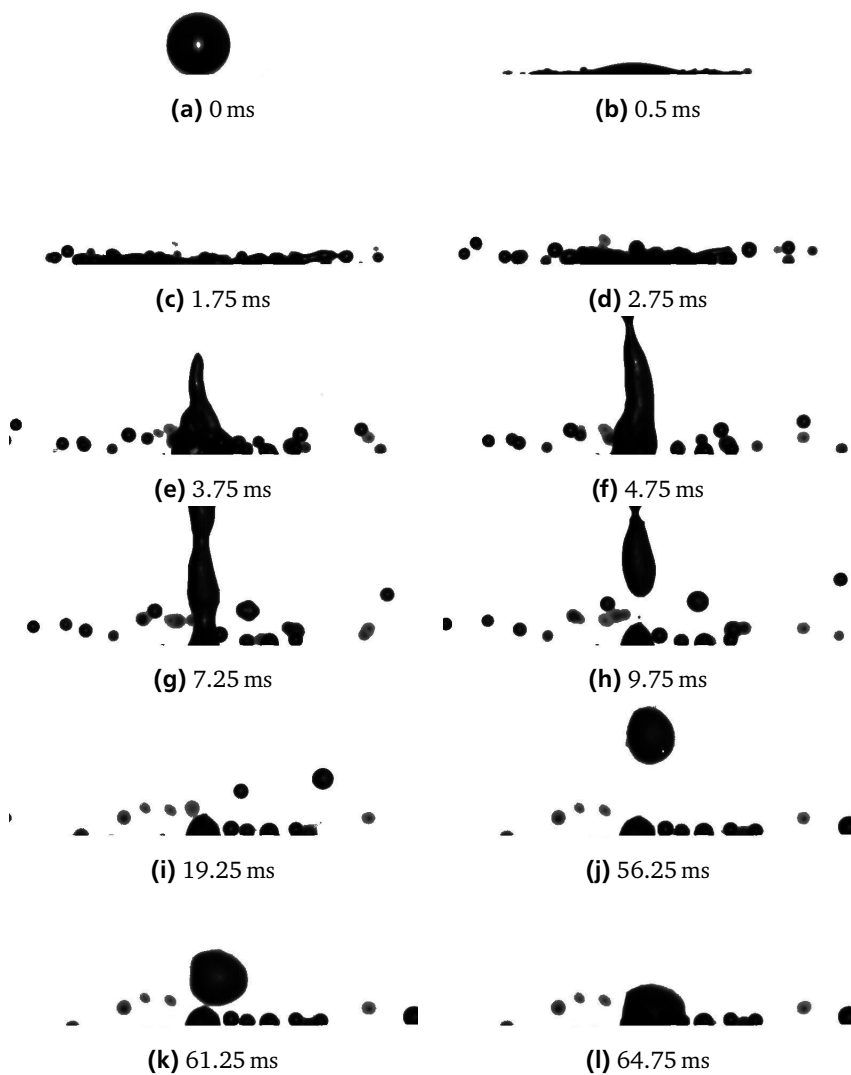 (a) 0 ms
(b) 0.5 ms
(c) 1.75 ms
(d) 2.75 ms
(e) 3.75 ms
(f) 4.75 ms
(g) 7.25 ms
(h) 9.75 ms
(i) 19.25 ms
(j) 56.25 ms
(k) 61.25 ms
(l) 64.75 ms